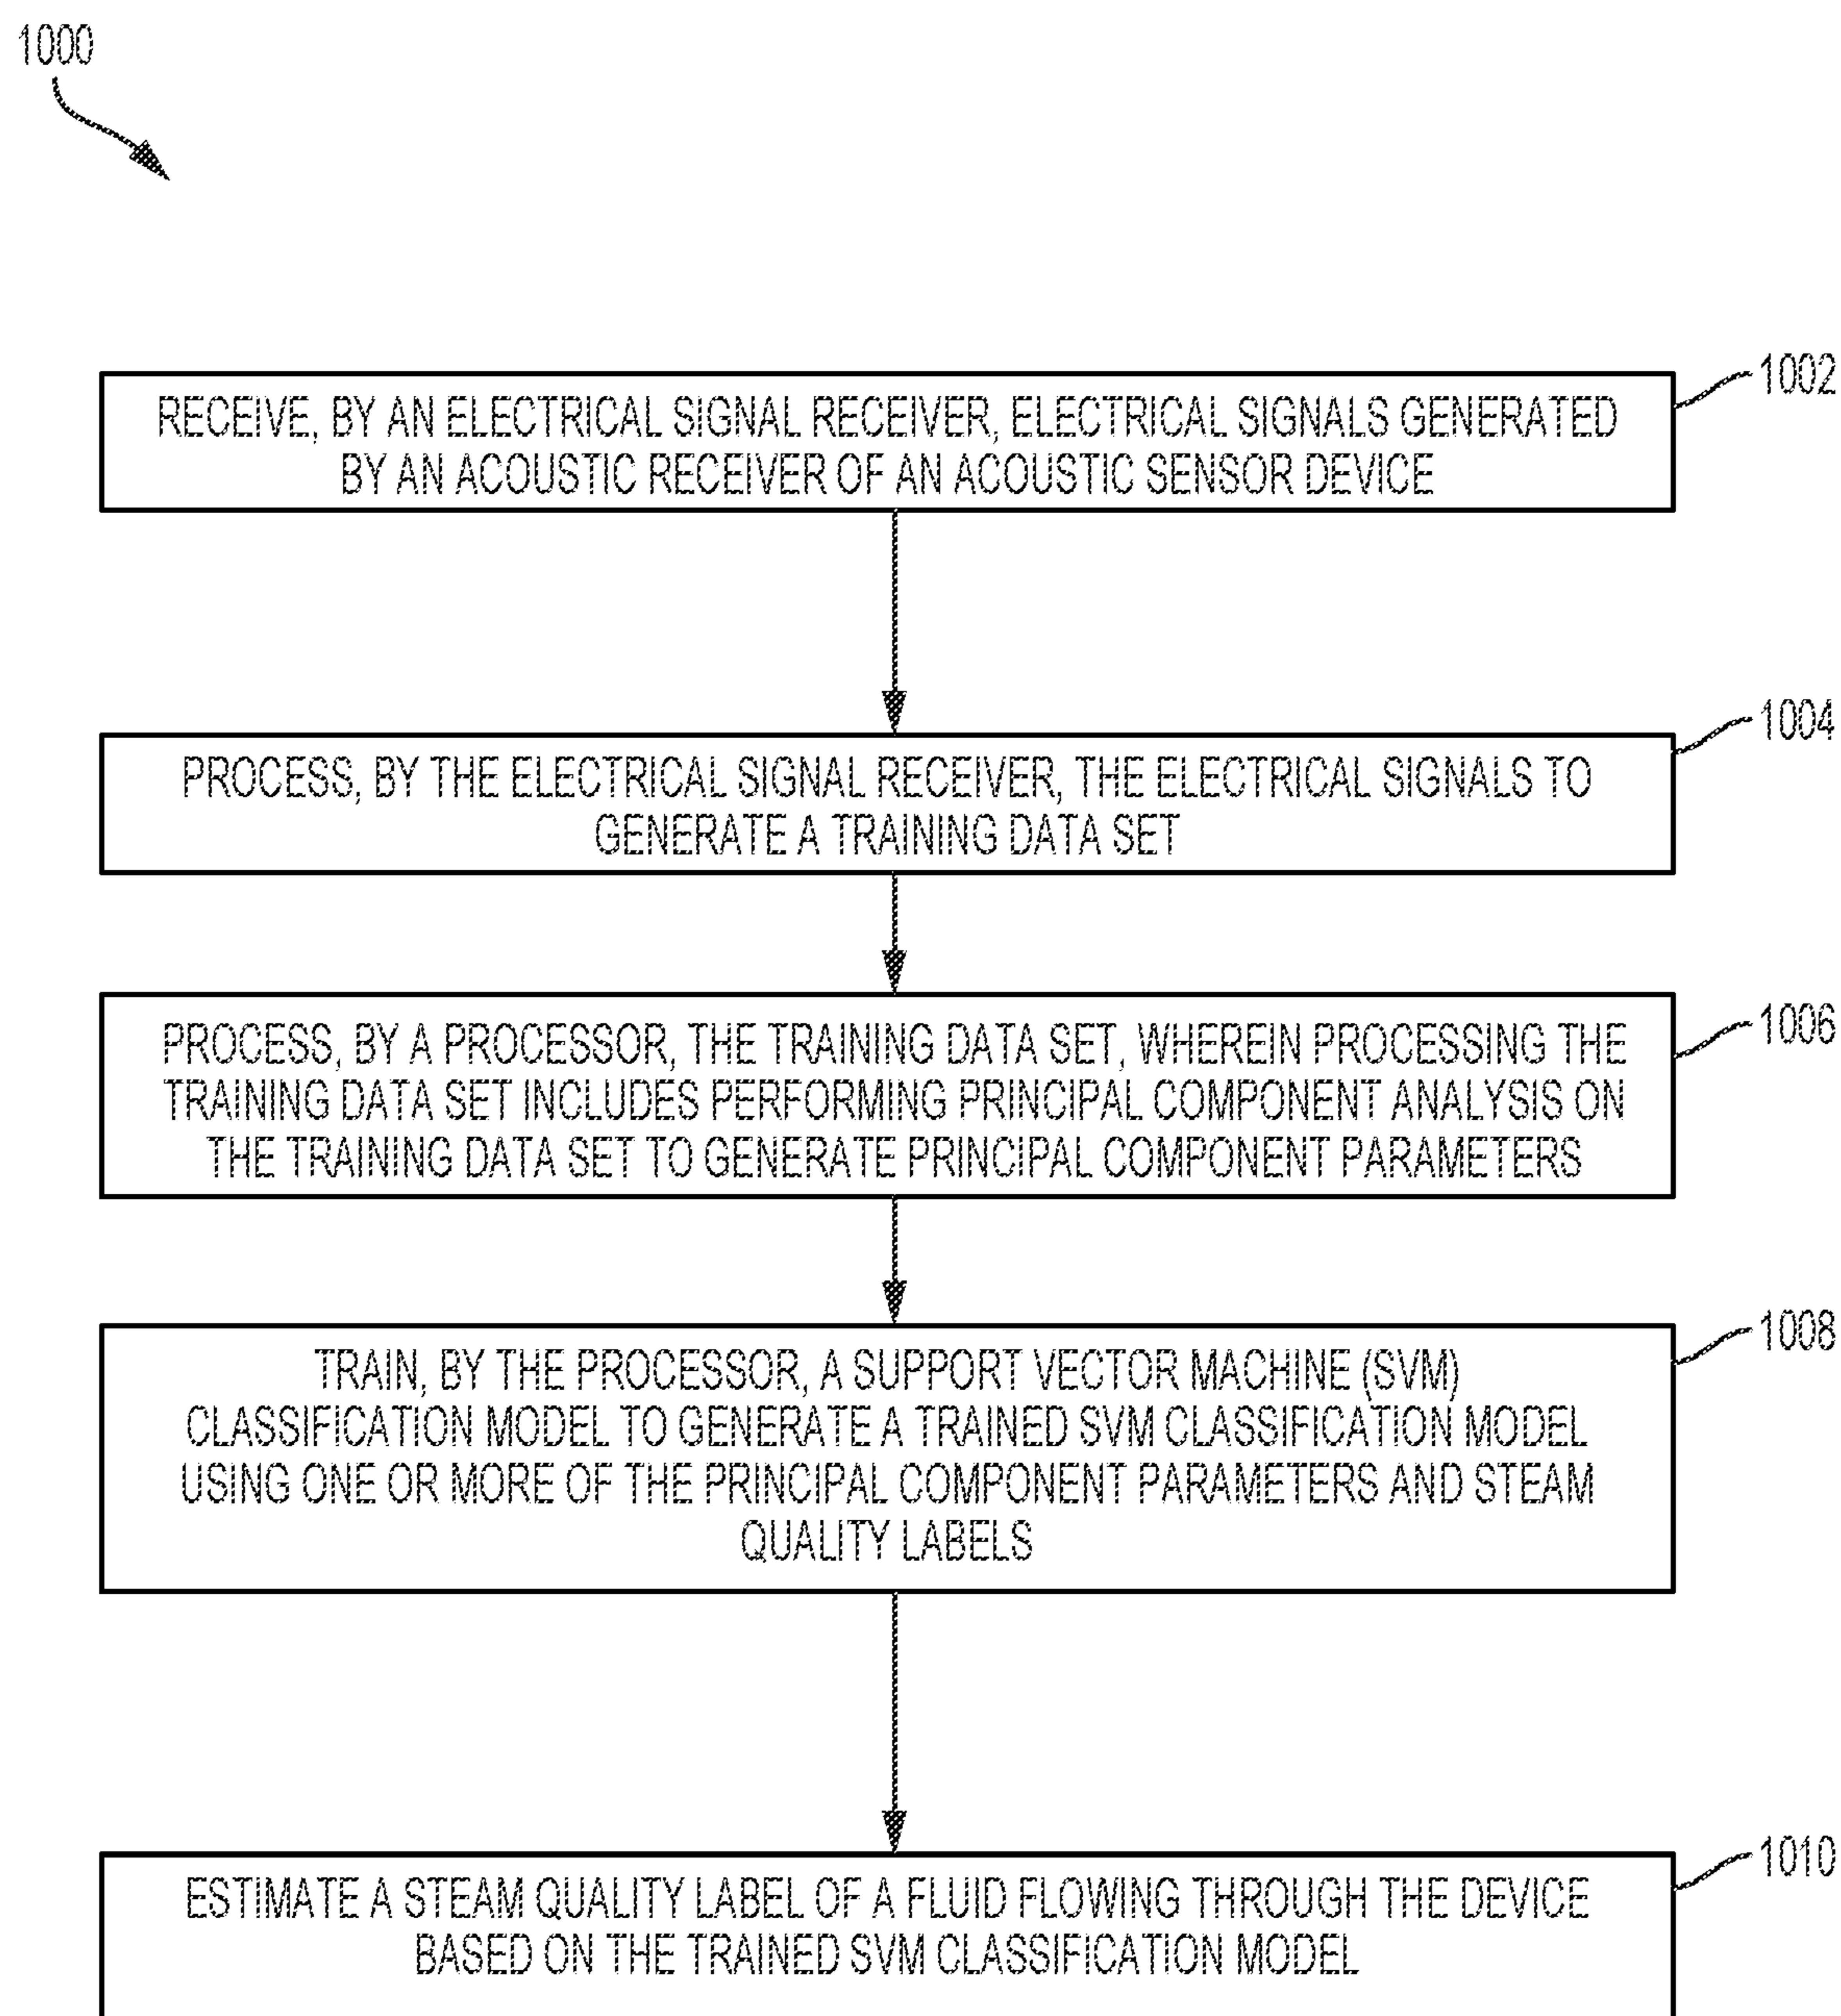 1000
1002
RECEIVE, BY AN ELECTRICAL SIGNAL RECEIVER, ELECTRICAL SIGNALS GENERATED
BY AN ACOUSTIC RECEIVER OF AN ACOUSTIC SENSOR DEVICE
1004
PROCESS, BY THE ELECTRICAL SIGNAL RECEIVER, THE ELECTRICAL SIGNALS TO
GENERATE A TRAINING DATA SET
1006
PROCESS, BY A PROCESSOR, THE TRAINING DATA SET, WHEREIN PROCESSING THE
TRAINING DATA SET INCLUDES PERFORMING PRINCIPAL COMPONENT ANALYSIS ON
THE TRAINING DATA SET TO GENERATE PRINCIPAL COMPONENT PARAMETERS
1008
TRAIN, BY THE PROCESSOR, A SUPPORT VECTOR MACHINE (SVM)
CLASSIFICATION MODEL TO GENERATE A TRAINED SVM CLASSIFICATION MODEL
USING ONE OR MORE OF THE PRINCIPAL COMPONENT PARAMETERS AND STEAM
QUALITY LABELS
1010
ESTIMATE A STEAM QUALITY LABEL OF A FLUID FLOWING THROUGH THE DEVICE
BASED ON THE TRAINED SVM CLASSIFICATION MODEL